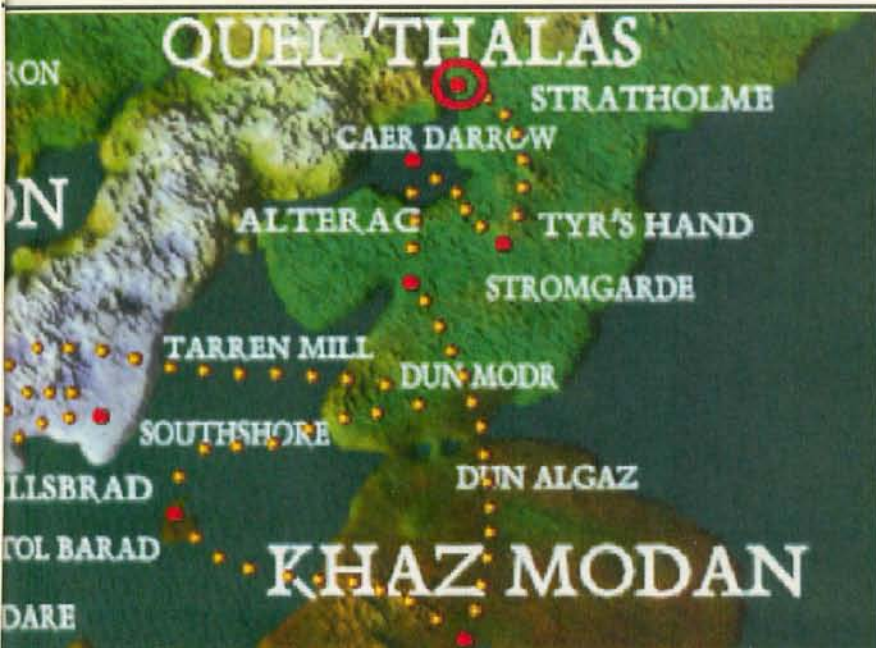 QUEL'THALAS
RON
STRATHOLME
CAER DARROW
ON
ALTERAC
TYR'S HAND
STROMGARDE
TARREN MILL
DUN MODR
SOUTHSHORE
DUN ALGAZ
LLSBRAD
TOL BARAD
KHAZ MODAN
DARE